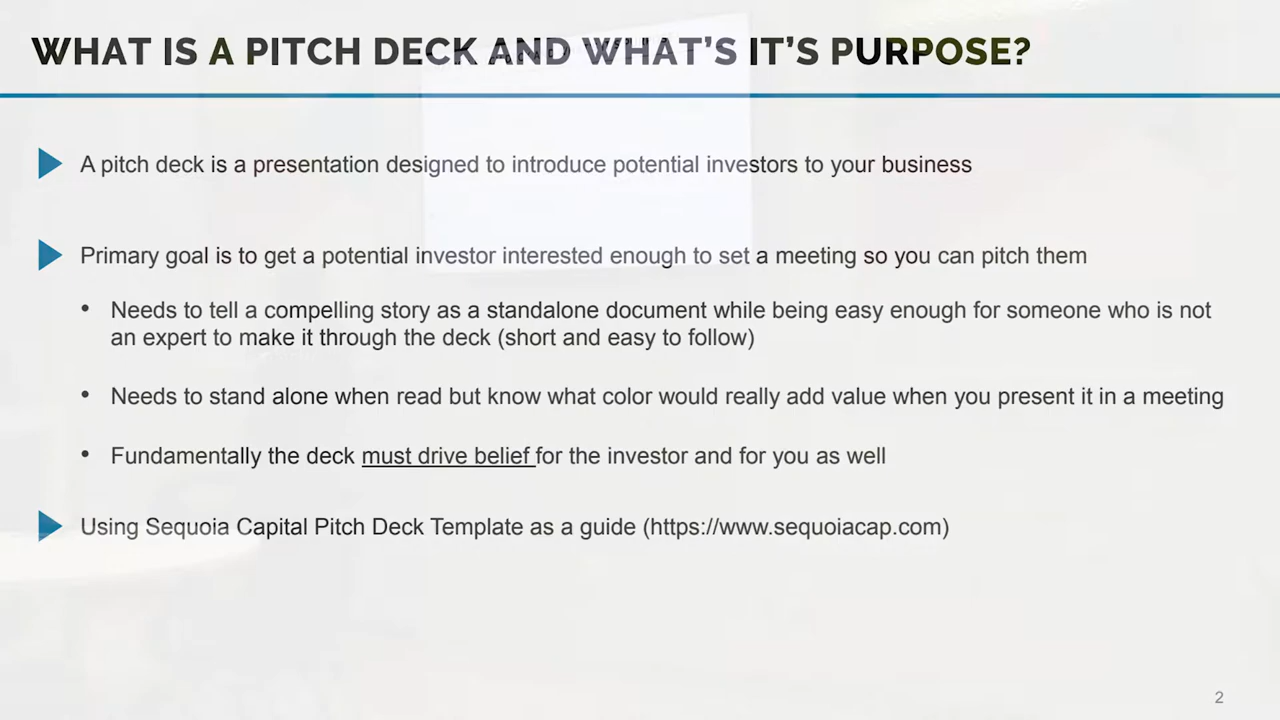 WHAT IS A PITCH DECK AND WHAT’S IT’S PURPOSE?
A pitch deck is a presentation designed to introduce potential investors to your business
Primary goal is to get a potential investor interested enough to set a meeting so you can pitch them
• Needs to tell a compelling story as a standalone document while being easy enough for someone who is not
an expert to make it through the deck (short and easy to follow)
• Needs to stand alone when read but know what color would really add value when you present it in a meeting
• Fundamentally the deck must drive belief for the investor and for you as well
Using Sequoia Capital Pitch Deck Template as a guide (https://www.sequoiacap.com)
2